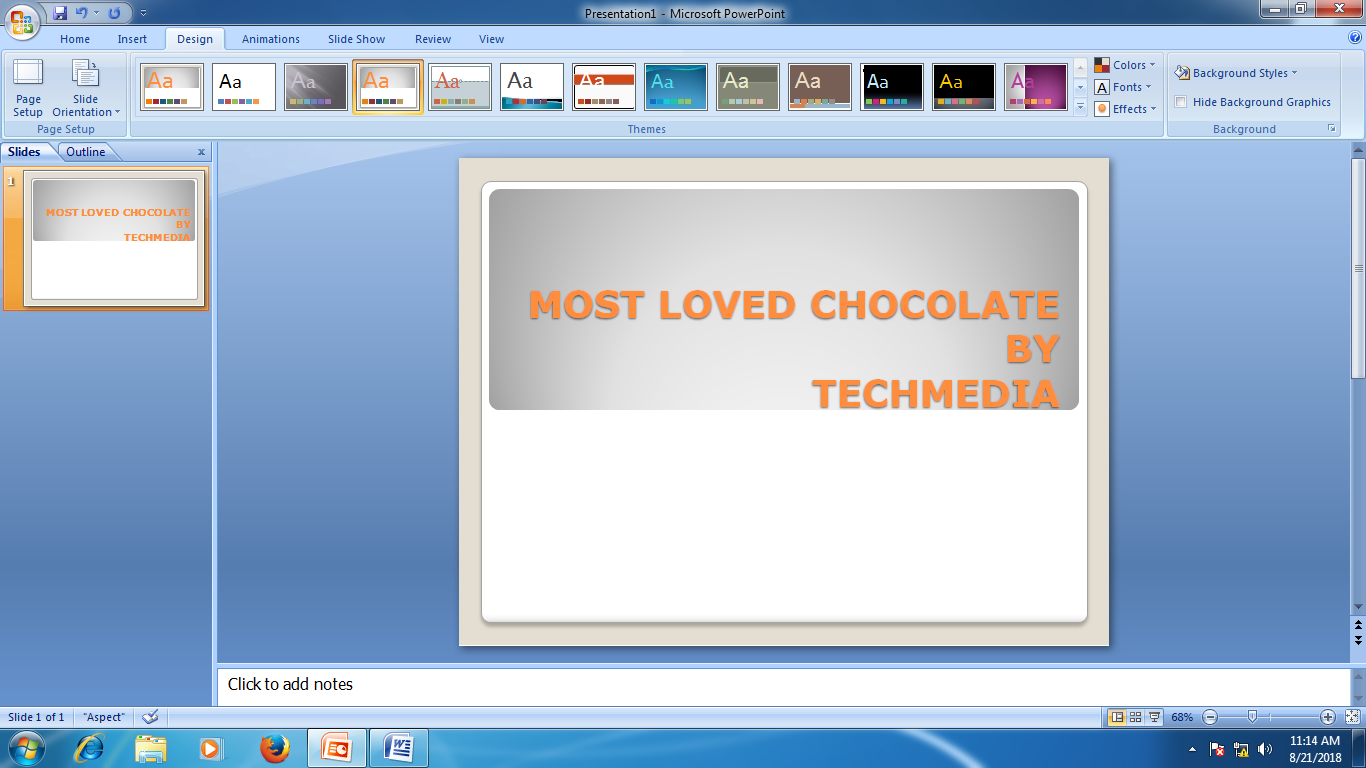 Presentation1 - Microsoft PowerPoint
Home Insert Design Animations Slide Show Review View
Aa Aa Aa Aa Aa Aa Aa Aa Aa Aa Aa Aa Aa
Page Setup
Slide Orientation
Colors
Fonts
Effects
Background Styles
Hide Background Graphics
Page Setup Themes Background
Slides Outline x
1
MOST LOVED CHOCOLATE
BY
TECHMEDIA
MOST LOVED CHOCOLATE
BY
TECHMEDIA
Click to add notes
Slide 1 of 1 "Aspect" 68%
11:14 AM
8/21/2018